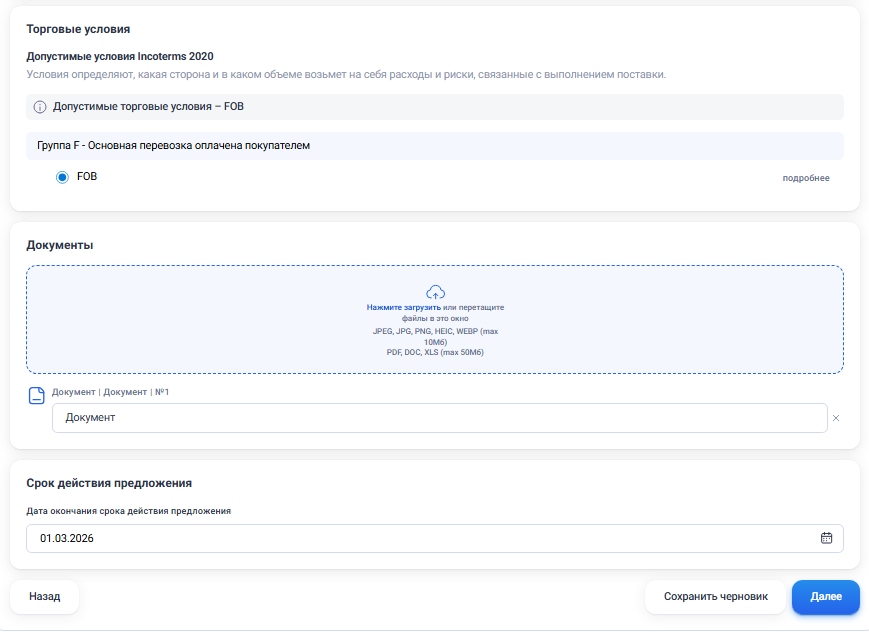 Торговые условия
Допустимые условия Incoterms 2020
Условия определяют, какая сторона и в каком объеме возьмет на себя расходы и риски, связанные с выполнением поставки.
Допустимые торговые условия – FOB
Группа F - Основная перевозка оплачена покупателем
FOB
подробнее
Документы
Нажмите загрузить или перетащите
файлы в это окно
JPEG, JPG, PNG, HEIC, WEBP (max
10Мб)
PDF, DOC, XLS (max 50Мб)
Документ | Документ | №1
Документ
Срок действия предложения
Дата окончания срока действия предложения
01.03.2026
Назад
Сохранить черновик
Далее